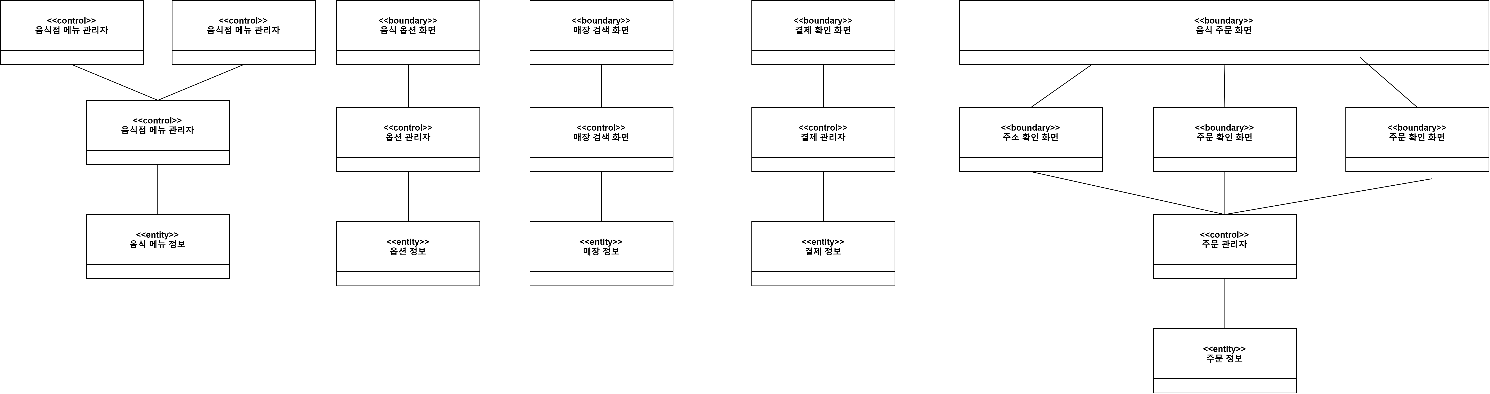 <<control>>
음식점 메뉴 관리자
<<control>>
음식점 메뉴 관리자
<<boundary>>
음식 옵션 화면
<<boundary>>
매장 검색 화면
<<boundary>>
결제 확인 화면
<<boundary>>
음식 주문 화면
<<control>>
음식점 메뉴 관리자
<<control>>
옵션 관리자
<<control>>
매장 검색 화면
<<control>>
결제 관리자
<<boundary>>
주소 확인 화면
<<boundary>>
주문 확인 화면
<<boundary>>
주문 확인 화면
<<entity>>
음식 메뉴 정보
<<entity>>
옵션 정보
<<entity>>
매장 정보
<<entity>>
결제 정보
<<control>>
주문 관리자
<<entity>>
주문 정보